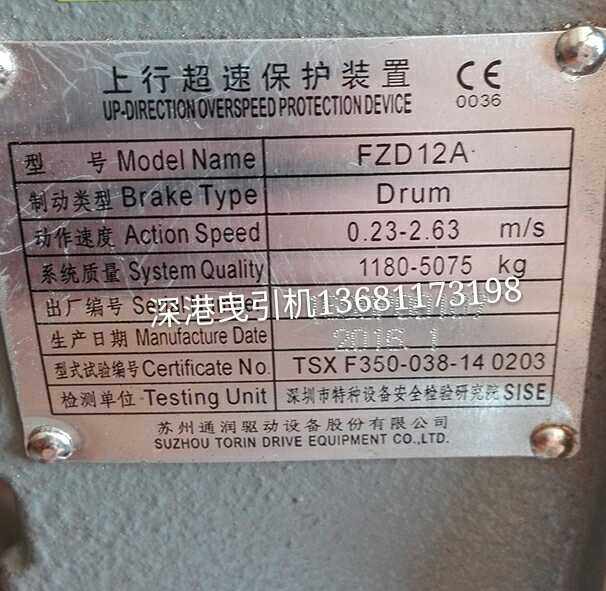 上行超速保护装置 CE
UP-DIRECTION OVERSPEED PROTECTION DEVICE 0036
型 号 Model Name FZD12A
制动类型 Brake Type Drum
动作速度 Action Speed 0.23-2.63 m/s
系统质量 System Quality 1180-5075 kg
出厂编号
深港曳引机13681173198
生产日期 Manufacture Date 2016.1
型式试验编号 Certificate No. TSX F350-038-14 0203
检测单位 Testing Unit 深圳市特种设备安全检验研究院 SISE
苏州通润驱动设备股份有限公司
SUZHOU TORIN DRIVE EQUIPMENT CO.,LTD.